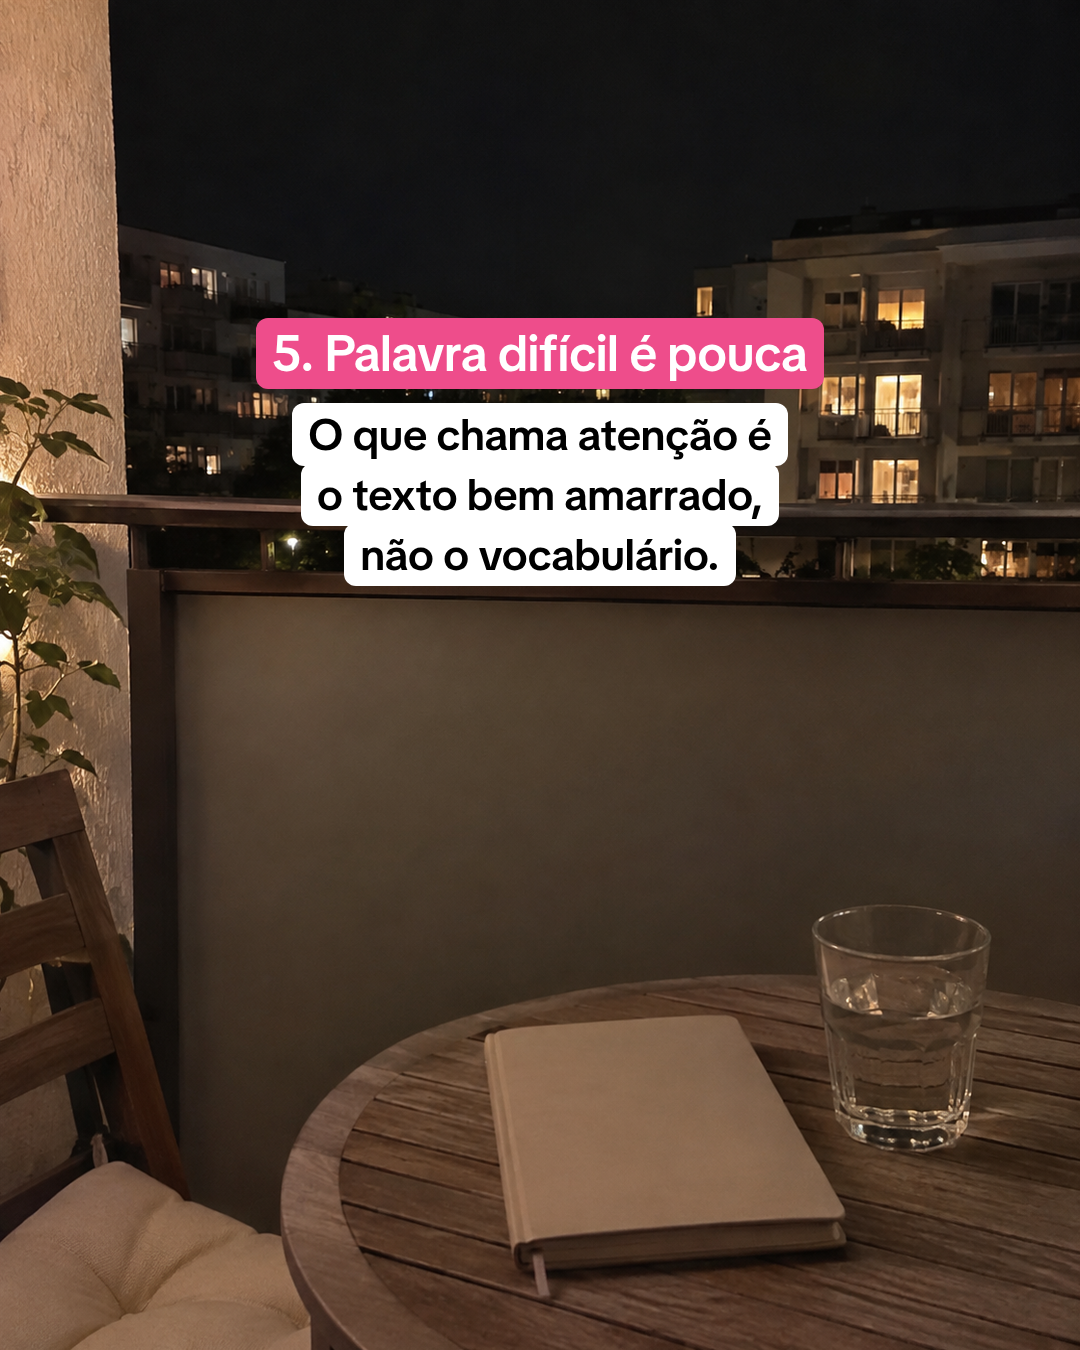 5. Palavra difícil é pouca
O que chama atenção é
o texto bem amarrado,
não o vocabulário.